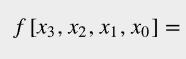 f [x₃, x₂, x₁, x₀] =